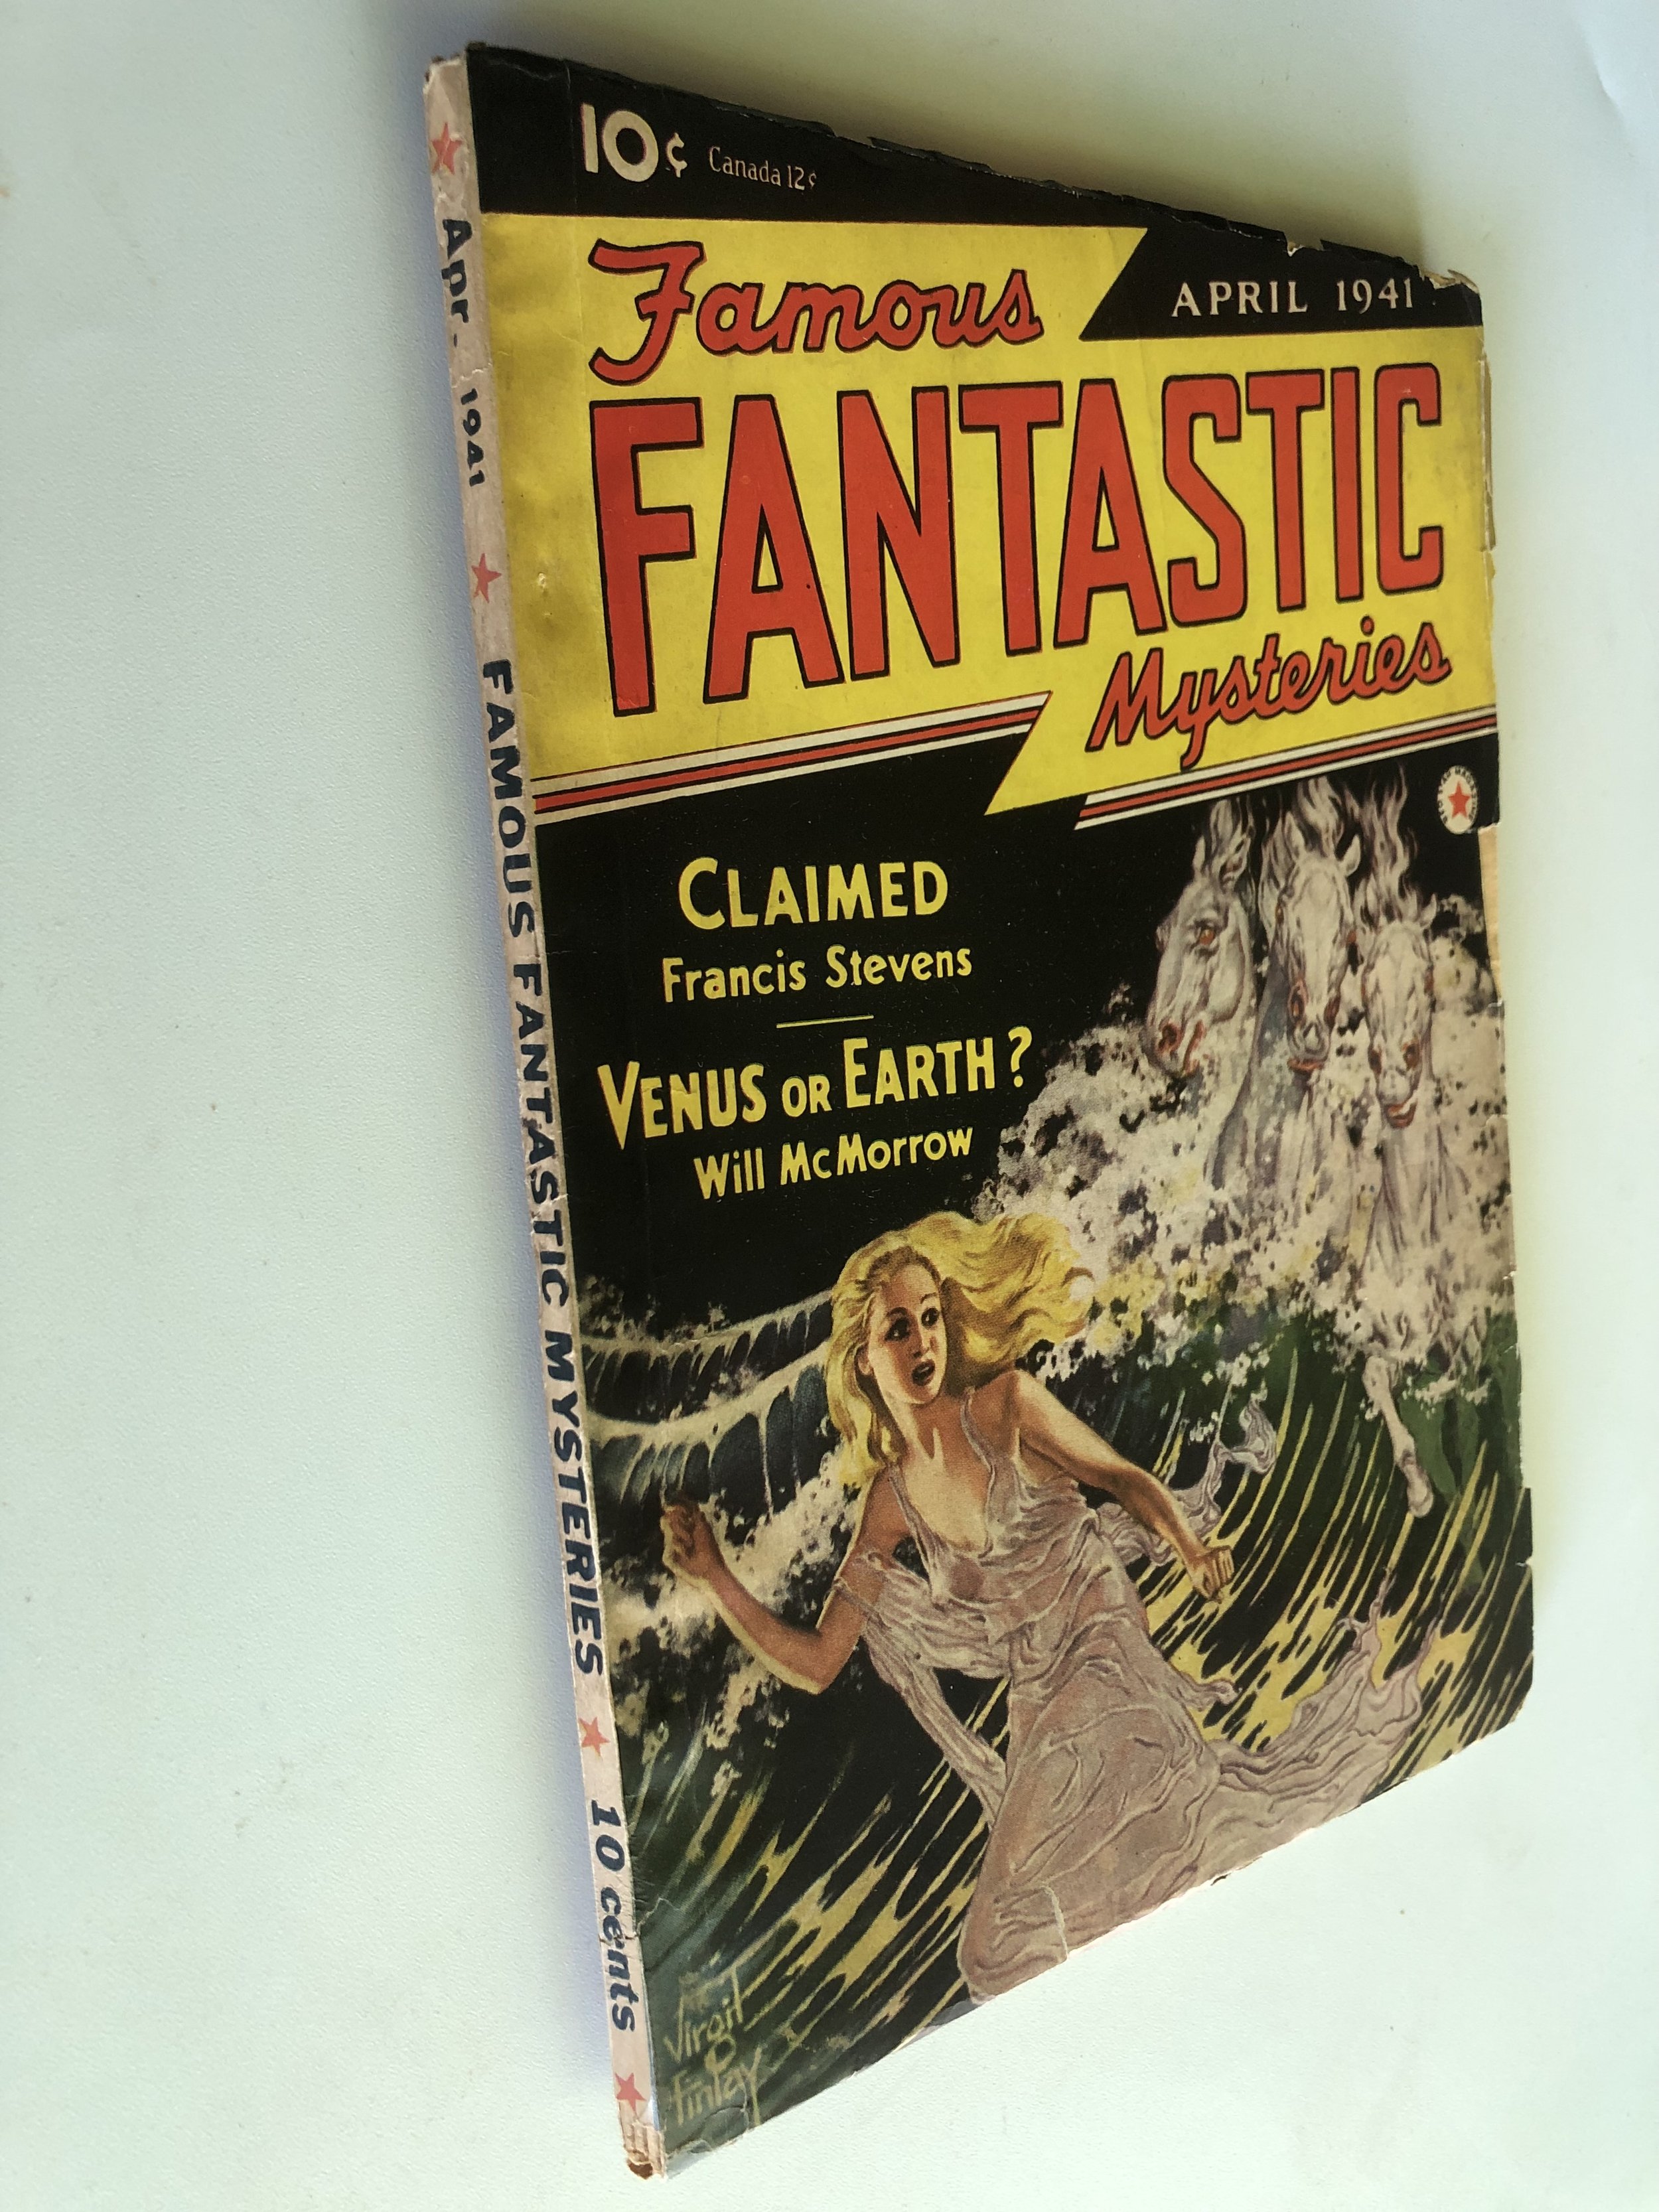 10¢ Canada 12¢
Famous
APRIL 1941
FANTASTIC
Mysteries
CLAIMED
Francis Stevens
VENUS OR EARTH?
Will McMorrow
Virgil
Finlay
Apr. 1941 FAMOUS FANTASTIC MYSTERIES 10 cents